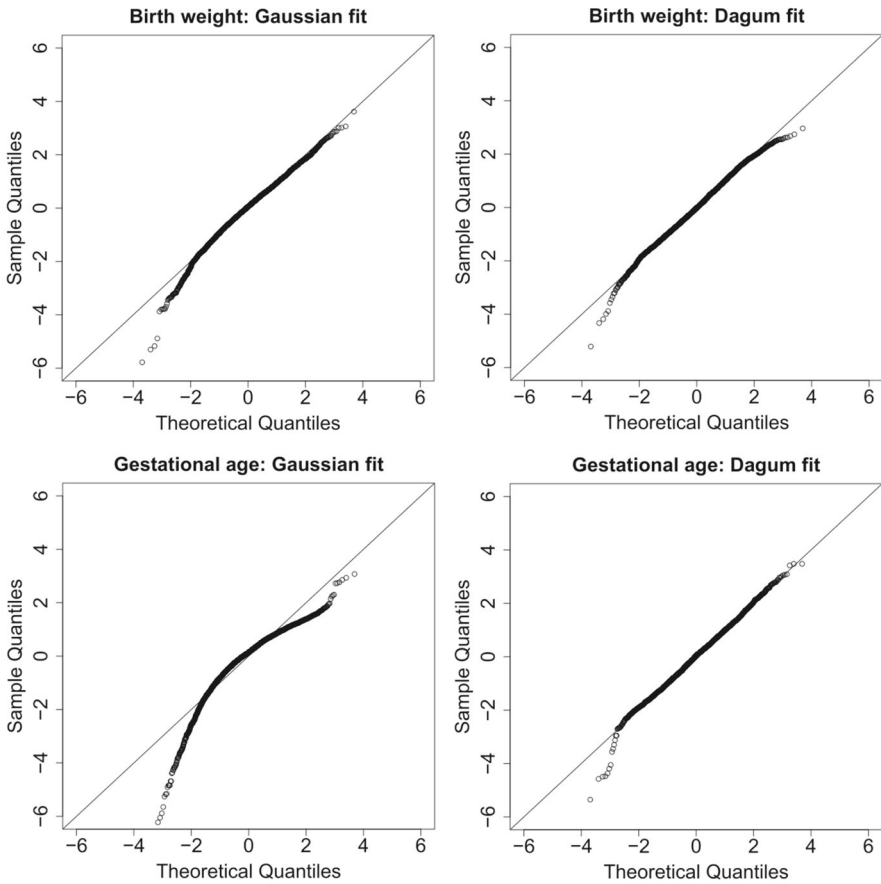 Birth weight: Gaussian fit
6
4
2
0
−2
−4
−6
Sample Quantiles
−6 −4 −2 0 2 4 6
Theoretical Quantiles
Birth weight: Dagum fit
6
4
2
0
−2
−4
−6
Sample Quantiles
−6 −4 −2 0 2 4 6
Theoretical Quantiles
Gestational age: Gaussian fit
6
4
2
0
−2
−4
−6
Sample Quantiles
−6 −4 −2 0 2 4 6
Theoretical Quantiles
Gestational age: Dagum fit
6
4
2
0
−2
−4
−6
Sample Quantiles
−6 −4 −2 0 2 4 6
Theoretical Quantiles